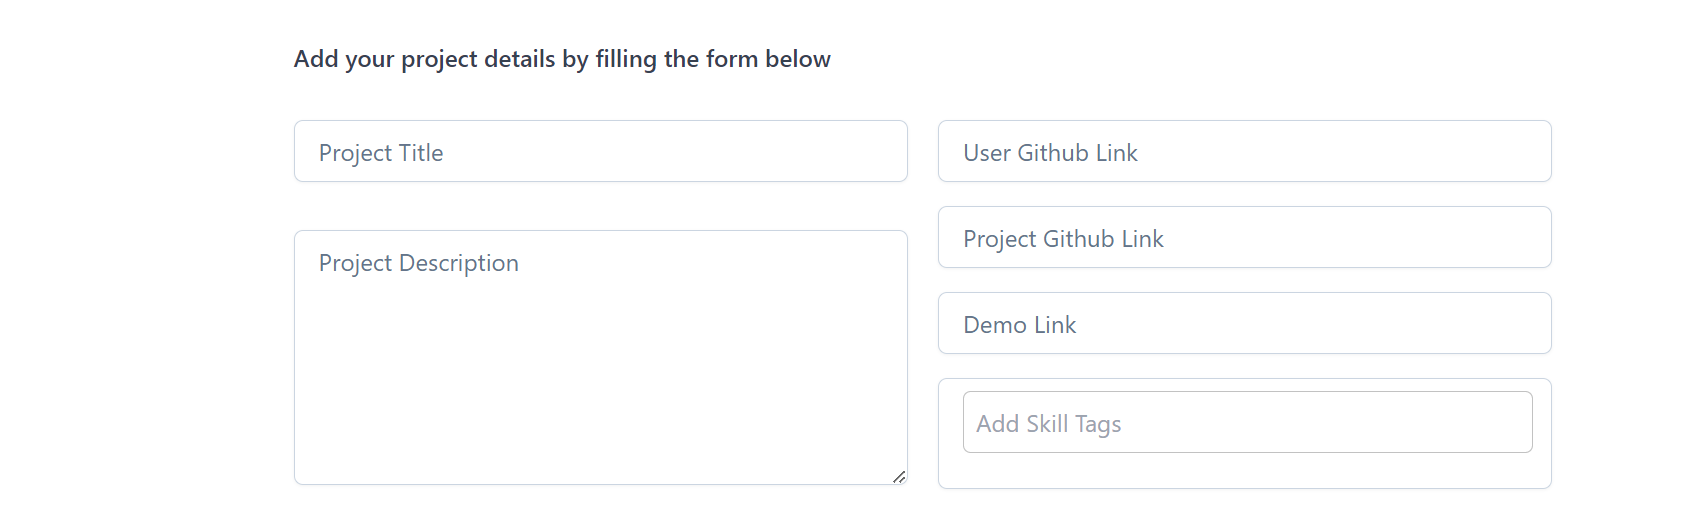 Add your project details by filling the form below
Project Title
User Github Link
Project Github Link
Project Description
Demo Link
Add Skill Tags